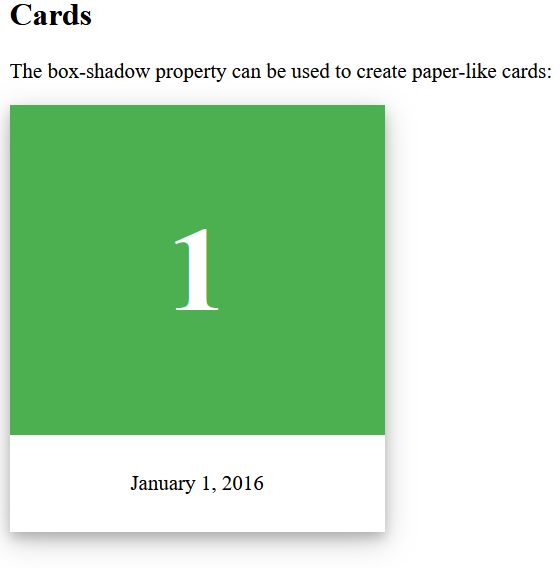 Cards
The box-shadow property can be used to create paper-like cards:
1
January 1, 2016